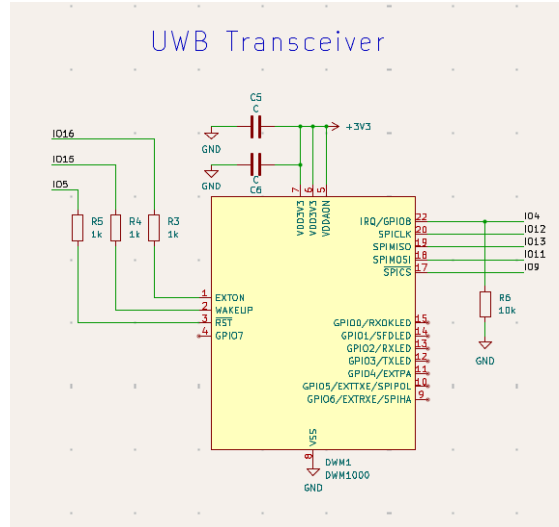 UWB Transceiver
C5
C
+3V3
GND
IO16
IO15
GND
C
C6
IO5
7 6 5
VDD3V3 VDD3V3 VDDAON
R5 R4 R3
1k 1k 1k
IRQ/GPIO8 22 IO4
SPICLK 20 IO12
SPIMISO 19 IO13
SPIMOSI 18 IO11
SPICS 17 IO9
1 EXTON
2 WAKEUP
3 RST
4 GPIO7
R6
10k
GPIO0/RXOKLED 15
GPIO1/SFDLED 14
GPIO2/RXLED 13
GPIO3/TXLED 12
GPIO4/EXTPA 11
GPIO5/EXTTXE/SPIPOL 10
GPIO6/EXTRXE/SPIHA 9
GND
VSS
8
DWM1
DWM1000
GND